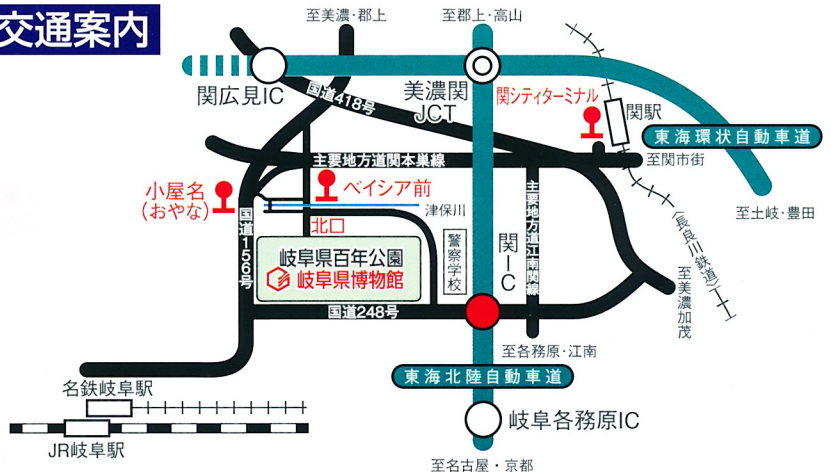 交通案内
至美濃・郡上
至郡上・高山
関広見IC
国道418号
美濃関
JCT
関シティターミナル
関駅
東海環状自動車道
主要地方道関本巣線
至関市街
小屋名
(おやな)
ベイシア前
津保川
至土岐・豊田
北口
国道156号
岐阜県百年公園
岐阜県博物館
警察学校
関IC
主要地方道江南関線
〈長良川鉄道〉
至美濃加茂
国道248号
至各務原・江南
東海北陸自動車道
名鉄岐阜駅
JR岐阜駅
岐阜各務原IC
至名古屋・京都